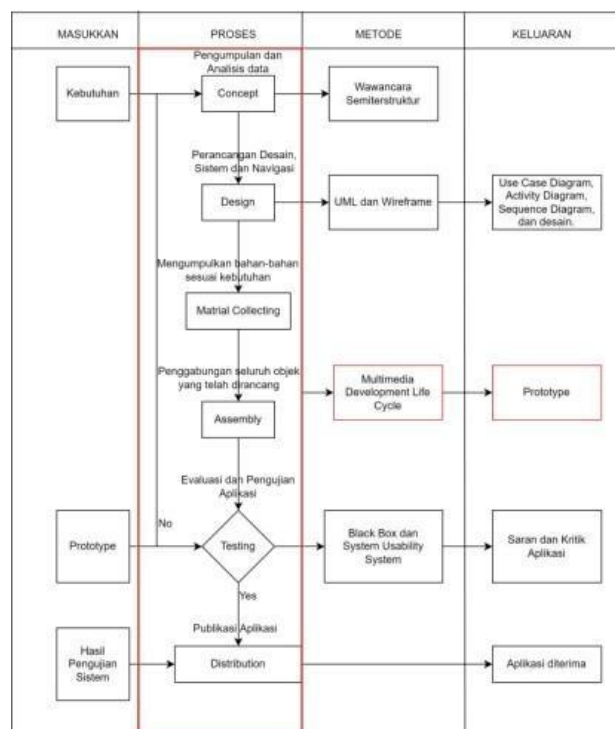 MASUKKAN
PROSES
METODE
KELUARAN
Pengumpulan dan
Analisis data
Kebutuhan
Concept
Wawancara
Semiterstruktur
Perancangan Desain,
Sistem dan Navigasi
Design
UML dan Wireframe
Use Case Diagram,
Activity Diagram,
Sequence Diagram,
dan desain.
Mengumpulkan bahan-bahan
sesuai kebutuhan
Matrial Collecting
Penggabungan seluruh objek
yang telah dirancang
Assembly
Multimedia
Development Life
Cycle
Prototype
Evaluasi dan Pengujian
Aplikasi
No
Prototype
Testing
Black Box dan
System Usability
System
Saran dan Kritik
Aplikasi
Yes
Publikasi Aplikasi
Hasil
Pengujian
Sistem
Distribution
Aplikasi diterima